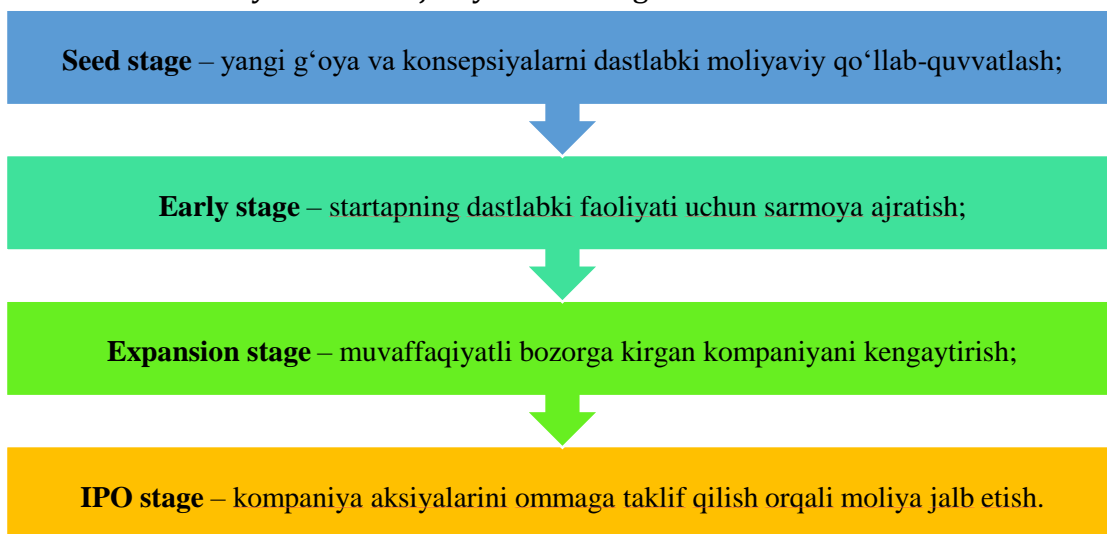 Seed stage – yangi g‘oya va konsepsiyalarni dastlabki moliyaviy qo‘llab-quvvatlash;
Early stage – startapning dastlabki faoliyati uchun sarmoya ajratish;
Expansion stage – muvaffaqiyatli bozorga kirgan kompaniyani kengaytirish;
IPO stage – kompaniya aksiyalarini ommaga taklif qilish orqali moliya jalb etish.